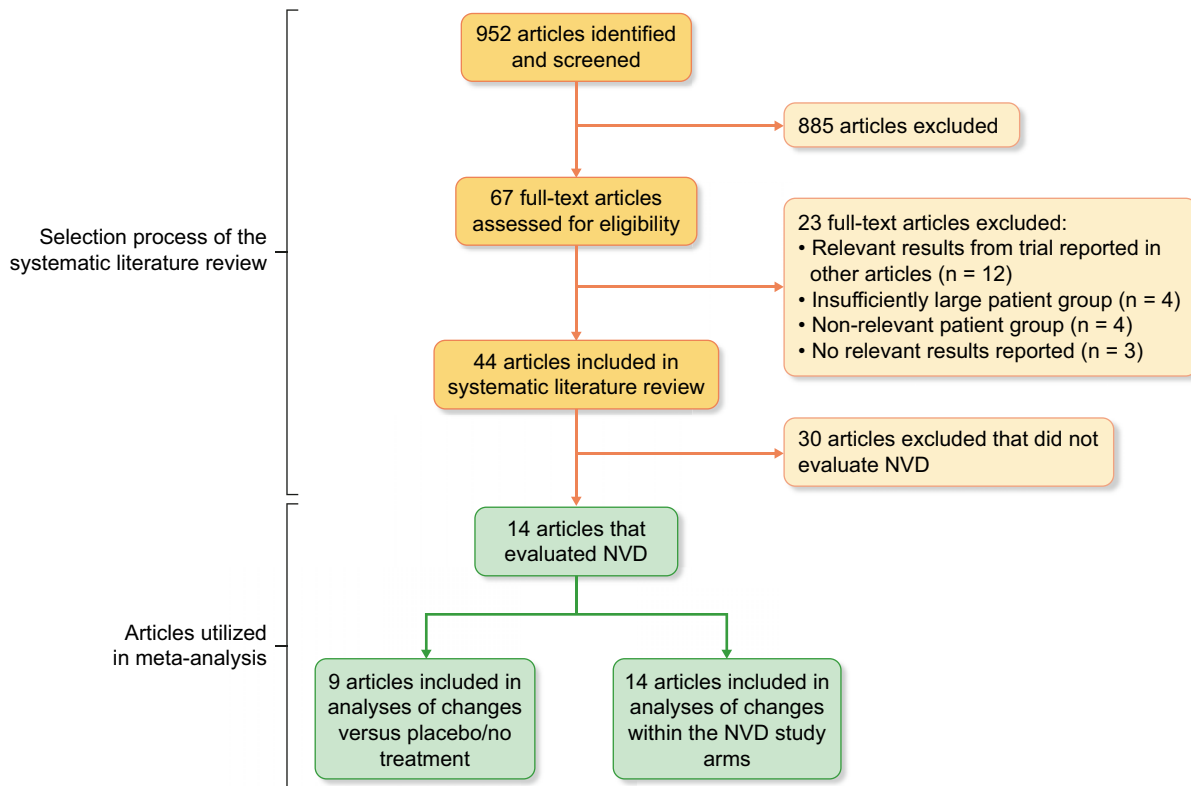 952 articles identified
and screened
885 articles excluded
67 full-text articles
assessed for eligibility
23 full-text articles excluded:
• Relevant results from trial reported in
other articles (n = 12)
• Insufficiently large patient group (n = 4)
• Non-relevant patient group (n = 4)
• No relevant results reported (n = 3)
Selection process of the
systematic literature review
44 articles included in
systematic literature review
30 articles excluded that did not
evaluate NVD
14 articles that
evaluated NVD
Articles utilized
in meta-analysis
9 articles included in
analyses of changes
versus placebo/no
treatment
14 articles included in
analyses of changes
within the NVD study
arms